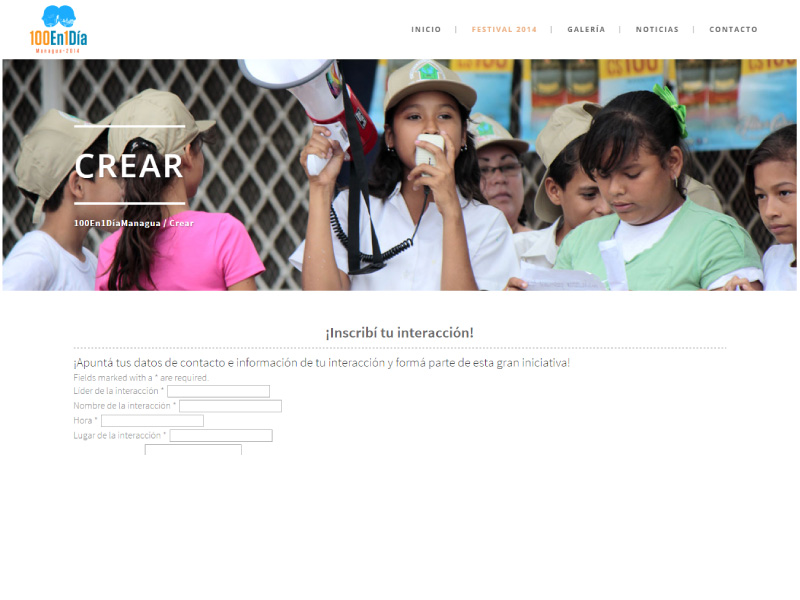 100En1Día
Managua·2014
INICIO | FESTIVAL 2014 | GALERÍA | NOTICIAS | CONTACTO
CREAR
100En1DíaManagua / Crear
¡Inscribí tu interacción!
¡Apuntá tus datos de contacto e información de tu interacción y formá parte de esta gran iniciativa!
Fields marked with a * are required.
Líder de la interacción *
Nombre de la interacción *
Hora *
Lugar de la interacción *